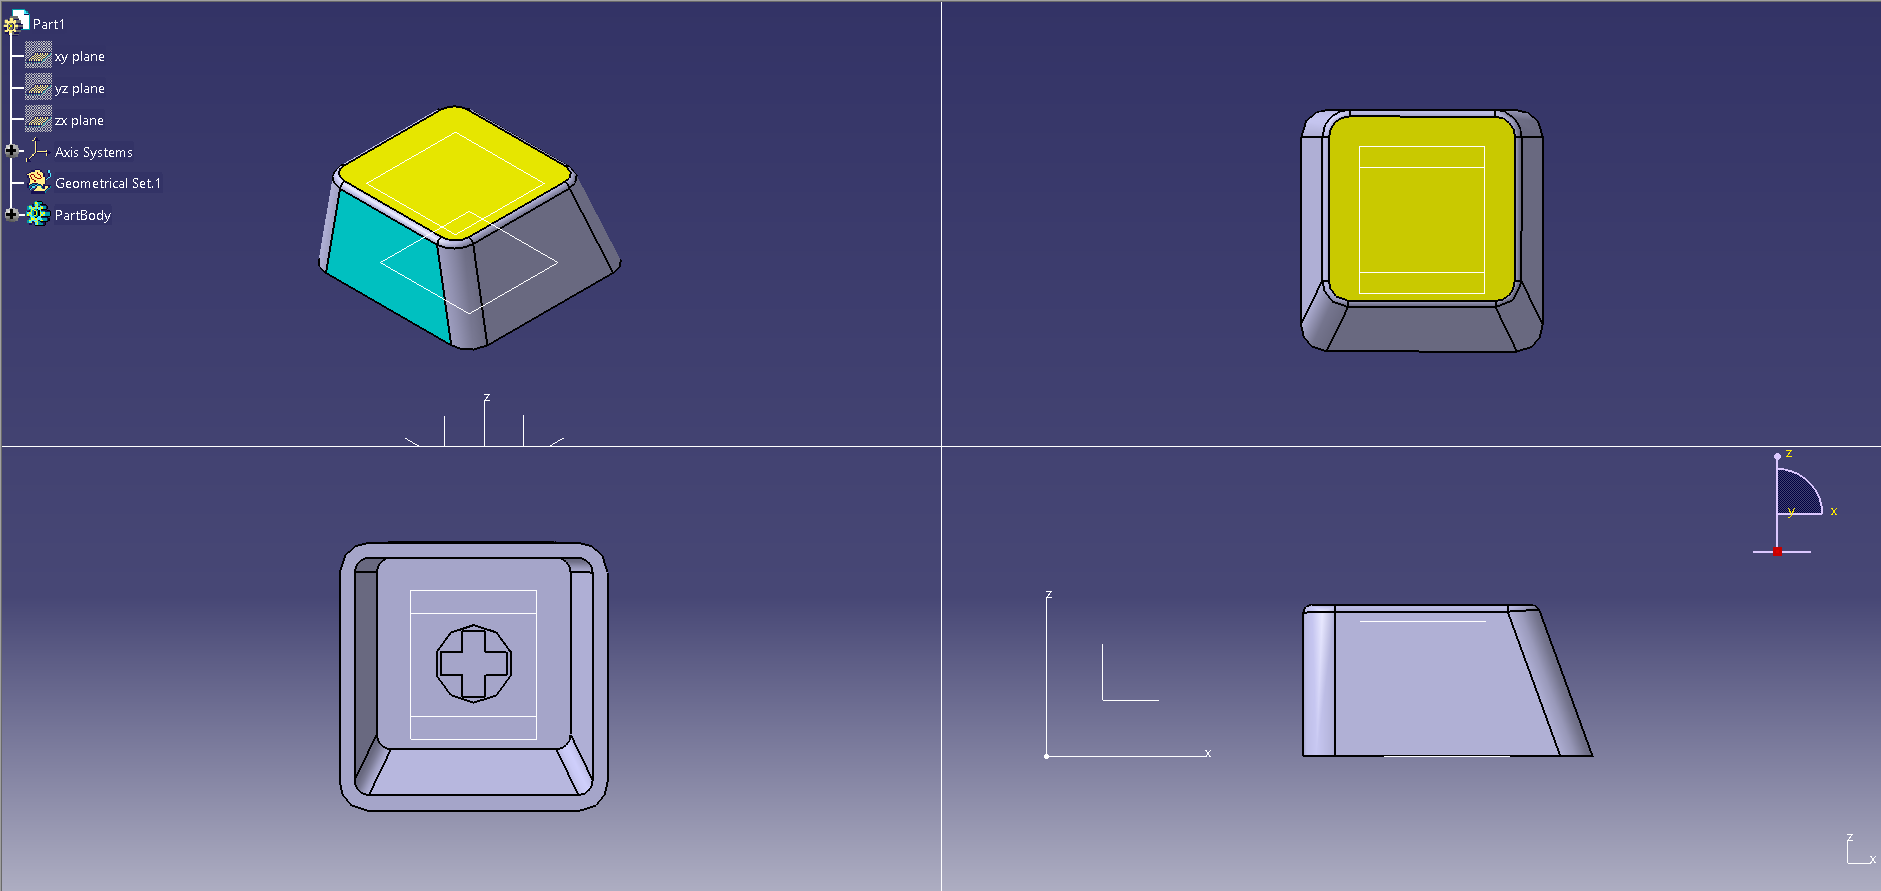 Part1
xy plane
yz plane
zx plane
Axis Systems
Geometrical Set.1
PartBody
z
z
y x
z
x
z
x